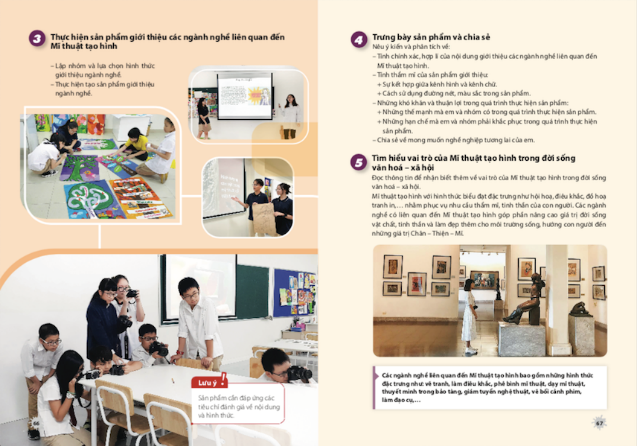 3 Thực hiện sản phẩm giới thiệu các ngành nghề liên quan đến
Mĩ thuật tạo hình
– Lập nhóm và lựa chọn hình thức
giới thiệu ngành nghề.
– Thực hiện tạo sản phẩm giới thiệu
ngành nghề.
Lưu ý !
Sản phẩm cần đáp ứng các
tiêu chí đánh giá về nội dung
và hình thức.
66
4 Trưng bày sản phẩm và chia sẻ
Nêu ý kiến và phân tích về:
– Tính chính xác, hợp lí của nội dung giới thiệu các ngành nghề liên quan đến
Mĩ thuật tạo hình.
– Tính thẩm mĩ của sản phẩm giới thiệu:
+ Sự kết hợp giữa kênh hình và kênh chữ.
+ Cách sử dụng đường nét, màu sắc trong sản phẩm.
– Những khó khăn và thuận lợi trong quá trình thực hiện sản phẩm:
+ Những thế mạnh mà em và nhóm có trong quá trình thực hiện sản phẩm.
+ Những hạn chế mà em và nhóm phải khắc phục trong quá trình thực hiện
sản phẩm.
– Chia sẻ về mong muốn nghề nghiệp tương lai của em.
5 Tìm hiểu vai trò của Mĩ thuật tạo hình trong đời sống
văn hoá – xã hội
Đọc thông tin để nhận biết thêm về vai trò của Mĩ thuật tạo hình trong đời sống
văn hoá – xã hội.
Mĩ thuật tạo hình với hình thức biểu đạt đặc trưng như hội hoạ, điêu khắc, đồ hoạ
tranh in,... nhằm phục vụ nhu cầu thẩm mĩ, tinh thần của con người. Các ngành
nghề có liên quan đến Mĩ thuật tạo hình góp phần nâng cao giá trị đời sống
vật chất, tinh thần và làm đẹp thêm cho môi trường sống, hướng con người đến
những giá trị Chân – Thiện – Mĩ.
Các ngành nghề liên quan đến Mĩ thuật tạo hình bao gồm những hình thức
đặc trưng như vẽ tranh, làm điêu khắc, phê bình mĩ thuật, dạy mĩ thuật,
thuyết minh trong bảo tàng, giám tuyển nghệ thuật, vẽ bối cảnh phim,
làm đạo cụ,...
67